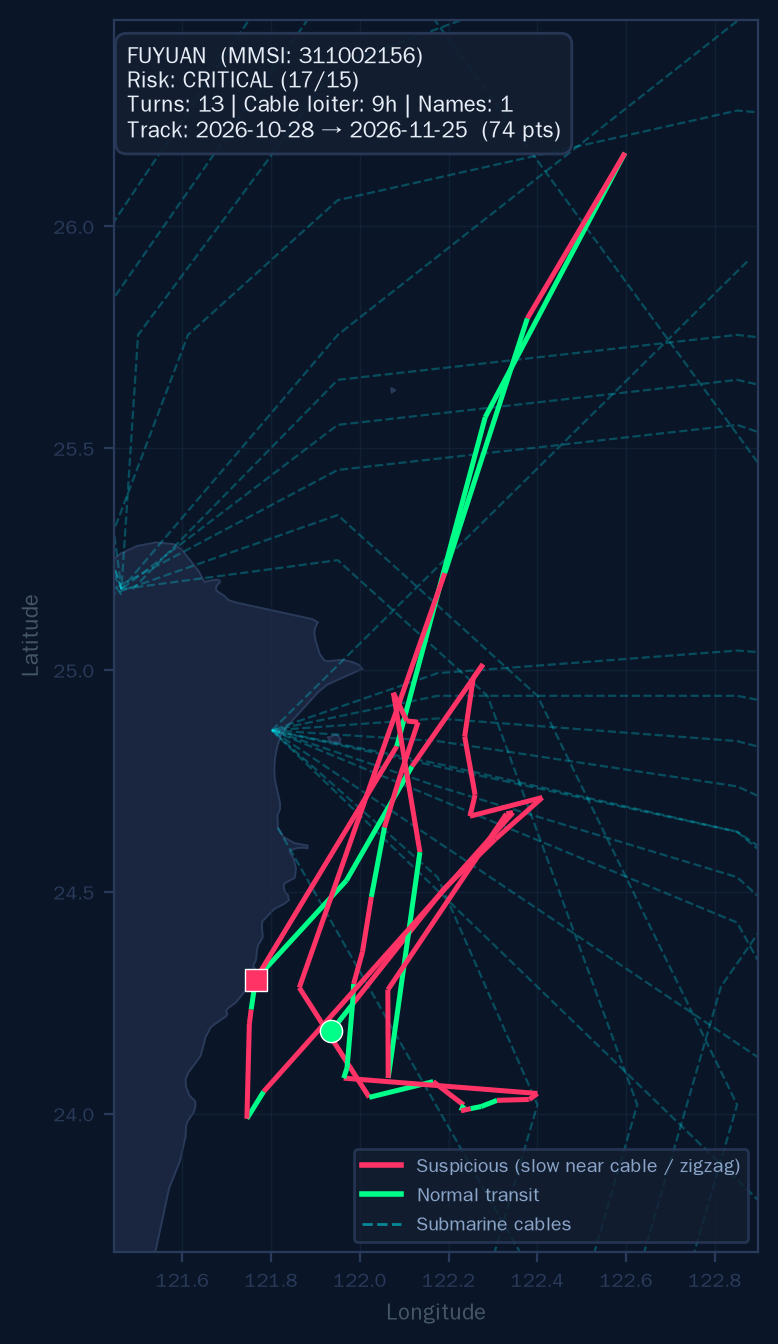 FUYUAN (MMSI: 311002156)
Risk: CRITICAL (17/15)
Turns: 13 | Cable loiter: 9h | Names: 1
Track: 2026-10-28 → 2026-11-25 (74 pts)
26.0
25.5
25.0
24.5
24.0
Latitude
Suspicious (slow near cable / zigzag)
Normal transit
Submarine cables
121.6 121.8 122.0 122.2 122.4 122.6 122.8
Longitude